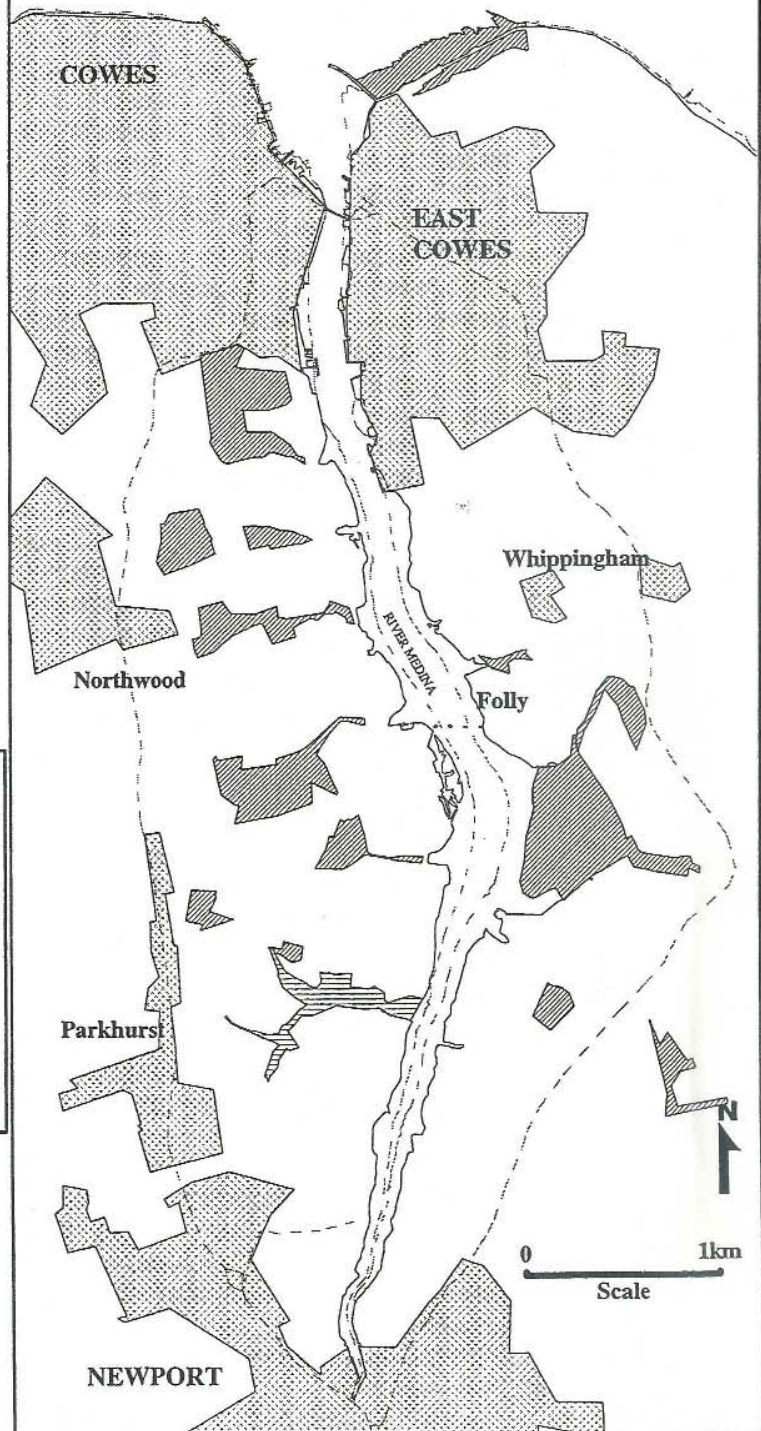 COWES
EAST
COWES
Whippingham
RIVER MEDINA
Northwood
Folly
Parkhurst
N
0 1km
Scale
NEWPORT